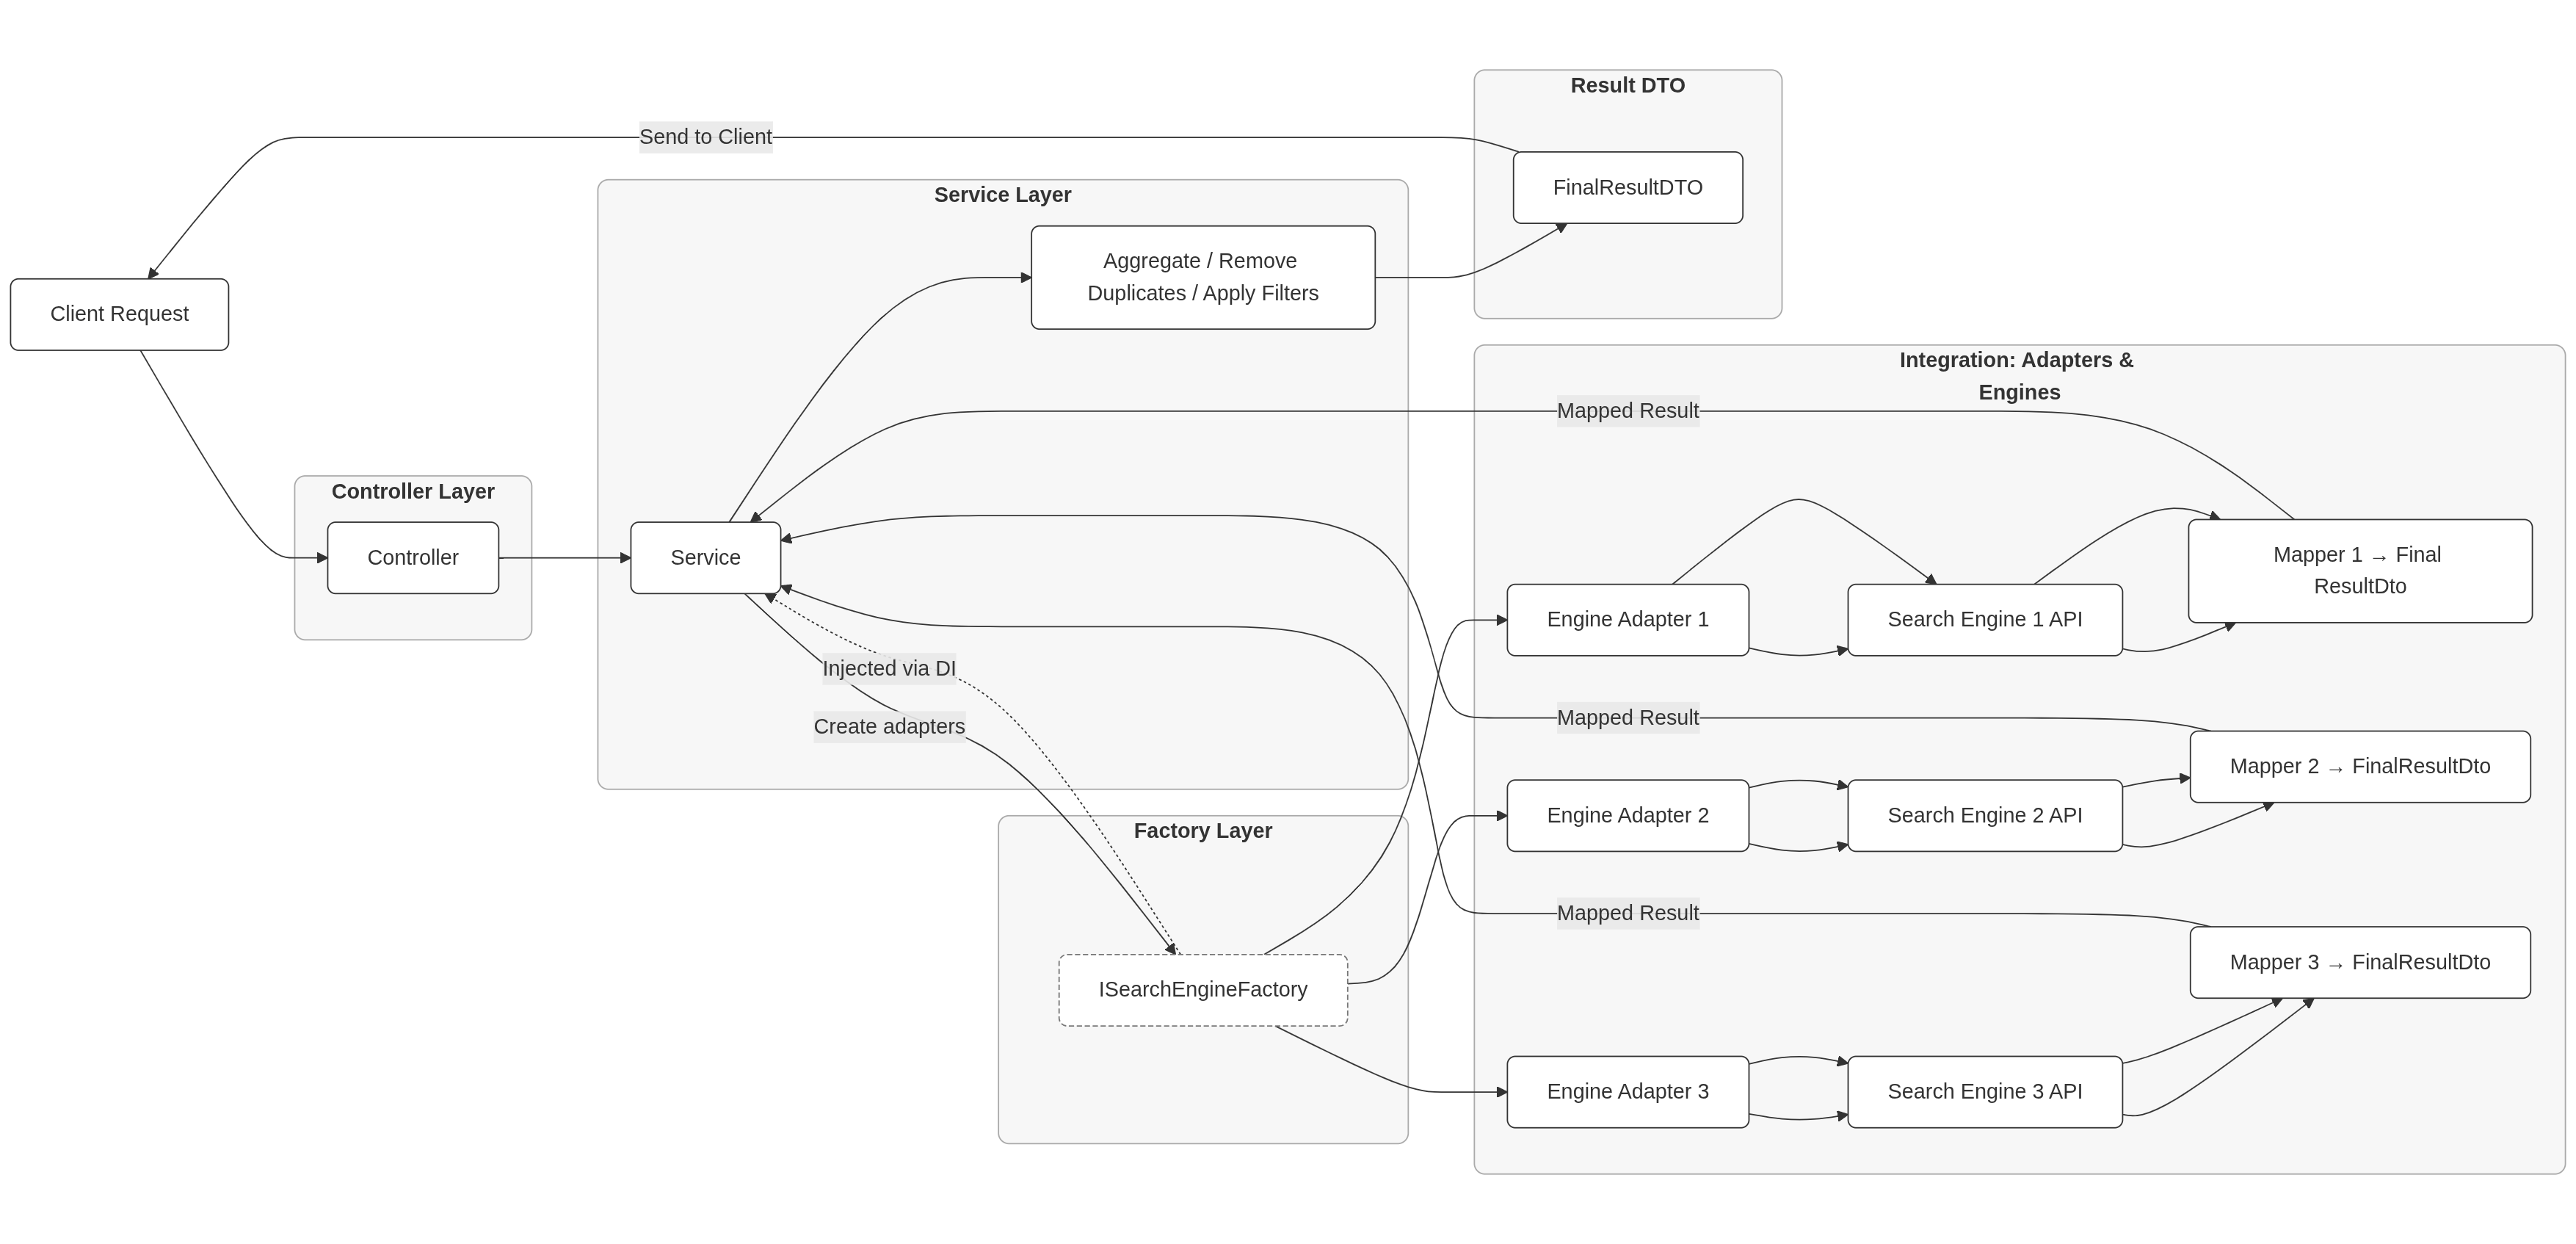 Result DTO
Send to Client
FinalResultDTO
Service Layer
Aggregate / Remove
Duplicates / Apply Filters
Client Request
Integration: Adapters &
Engines
Mapped Result
Controller Layer
Controller
Service
Mapper 1 → Final
ResultDto
Engine Adapter 1
Search Engine 1 API
Injected via DI
Create adapters
Mapped Result
Mapper 2 → FinalResultDto
Engine Adapter 2
Search Engine 2 API
Factory Layer
Mapped Result
Mapper 3 → FinalResultDto
ISearchEngineFactory
Engine Adapter 3
Search Engine 3 API